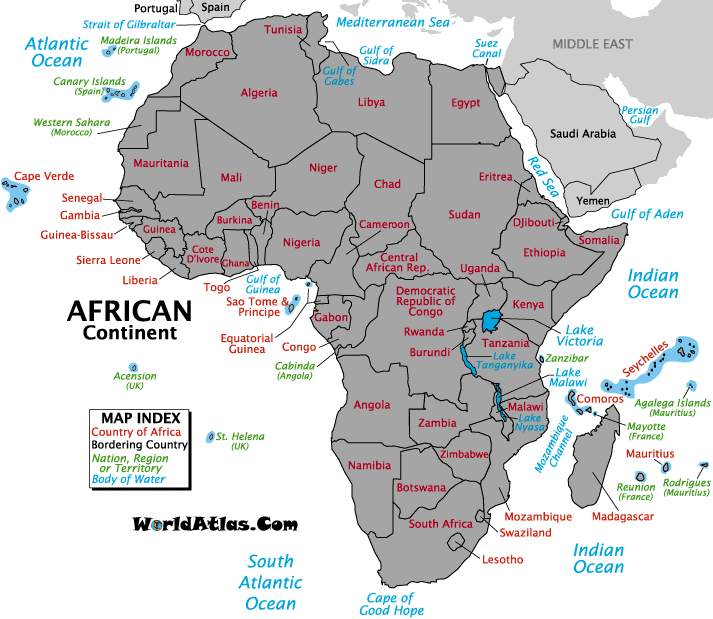 Portugal
Spain
Strait of Gibraltar
Mediterranean Sea
Madeira Islands
(Portugal)
Tunisia
Atlantic
Ocean
Morocco
Gulf of
Sidra
Suez
Canal
MIDDLE EAST
Gulf of
Gabes
Canary Islands
(Spain)
Algeria
Libya
Egypt
Persian
Gulf
Western Sahara
(Morocco)
Saudi Arabia
Mauritania
Mali
Niger
Chad
Red Sea
Cape Verde
Eritrea
Senegal
Gambia
Guinea-Bissau
Guinea
Burkina
Benin
Nigeria
Cameroon
Sudan
DJibouti
Yemen
Gulf of Aden
Somalia
Sierra Leone
Cote
D'Ivore
Ghana
Central
African Rep.
Ethiopia
Liberia
Togo
Gulf of
Guinea
Uganda
Indian
Ocean
AFRICAN
Continent
Sao Tome &
Principe
Gabon
Democratic
Republic of
Congo
Kenya
Equatorial
Guinea
Congo
Rwanda
Burundi
Tanzania
Lake
Victoria
Lake
Tanganyika
Zanzibar
Seychelles
Cabinda
(Angola)
Ascension
(UK)
Lake
Malawi
Comoros
Agalega Islands
(Mauritius)
Angola
Malawi
Lake
Nyasa
Zambia
Mayotte
(France)
Mozambique
Channel
MAP INDEX
Country of Africa
Bordering Country
Nation, Region
or Territory
Body of Water
St. Helena
(UK)
Zimbabwe
Mauritius
Namibia
Botswana
Reunion
(France)
Rodrigues
(Mauritius)
WorldAtlas.Com
South Africa
Mozambique
Swaziland
Madagascar
Lesotho
South
Atlantic
Ocean
Indian
Ocean
Cape of
Good Hope